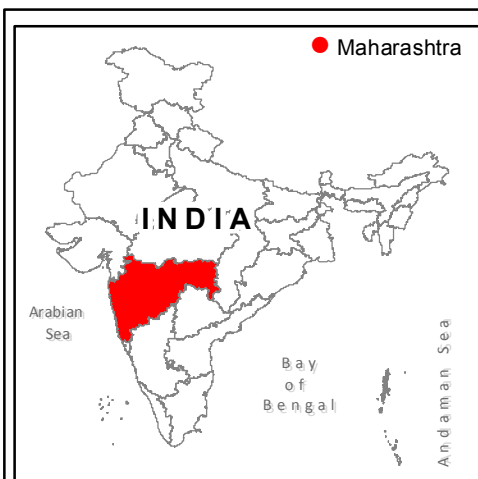 Maharashtra
INDIA
Arabian
Sea
Bay
of
Bengal
Andaman Sea